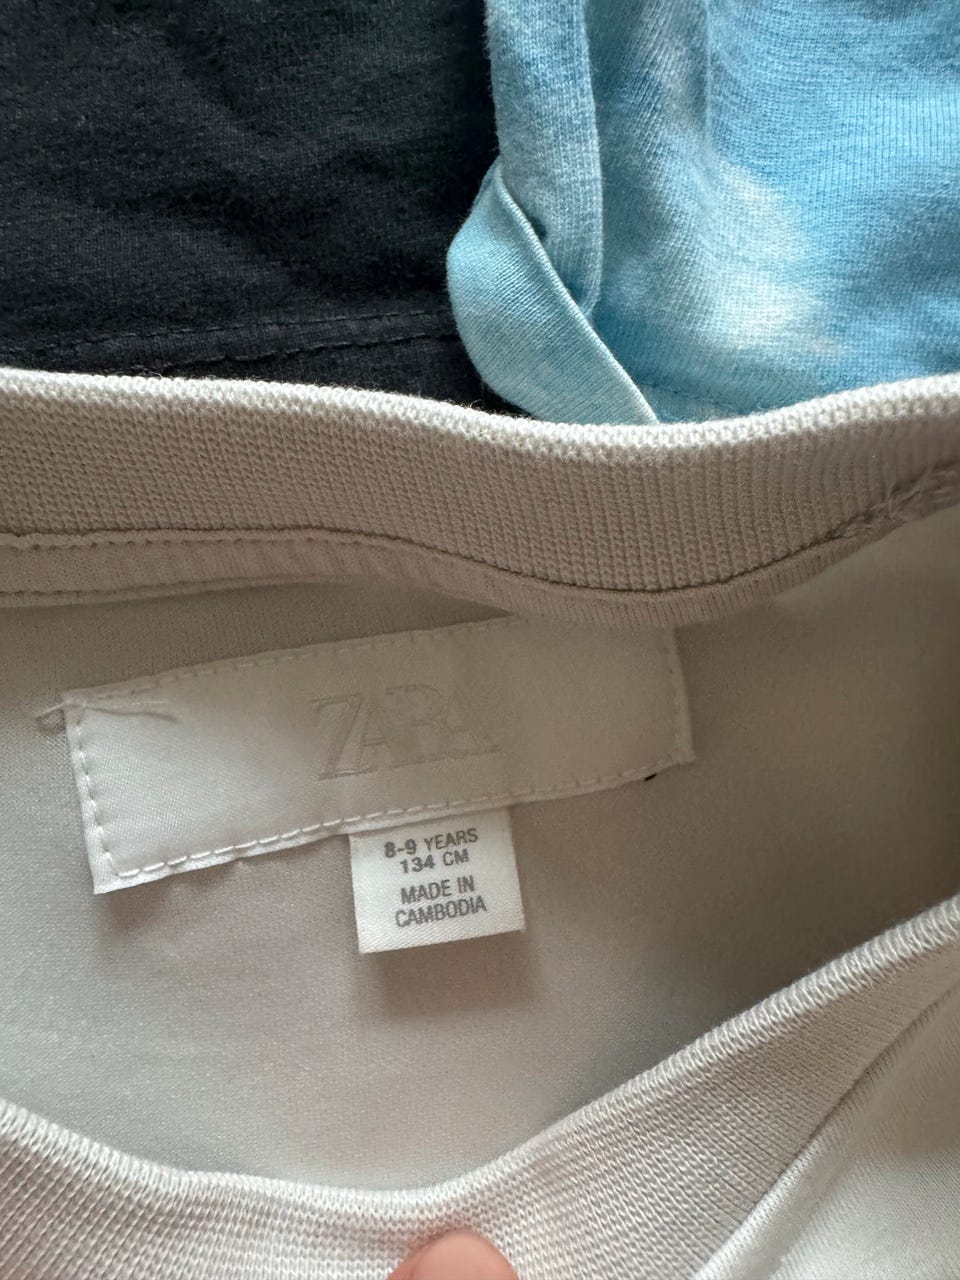 ZARA
8-9 YEARS
134 CM
MADE IN
CAMBODIA